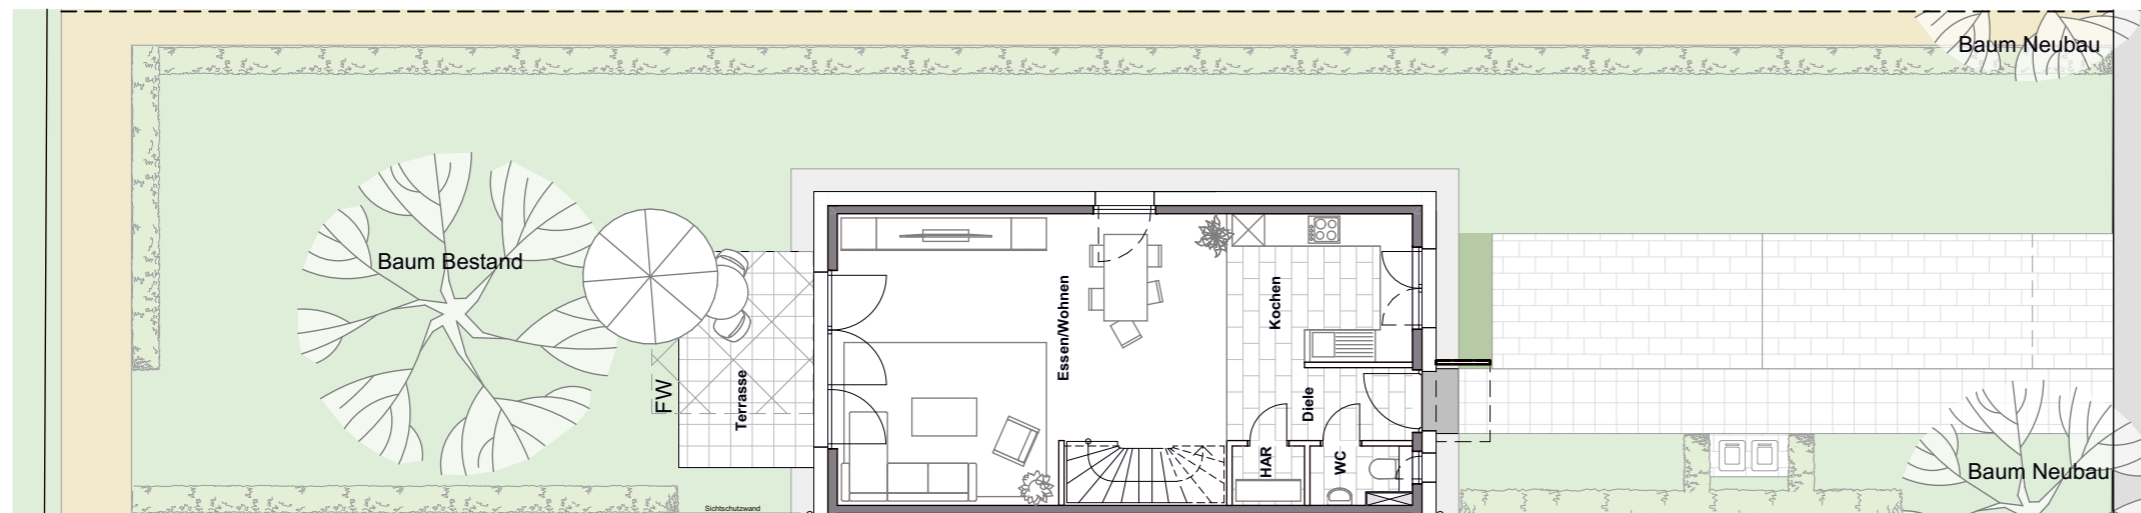 Baum Neubau
Baum Bestand
FW
Terrasse
Essen/Wohnen
Kochen
Diele
HAR
WC
Baum Neubau
Sichtschutzwand